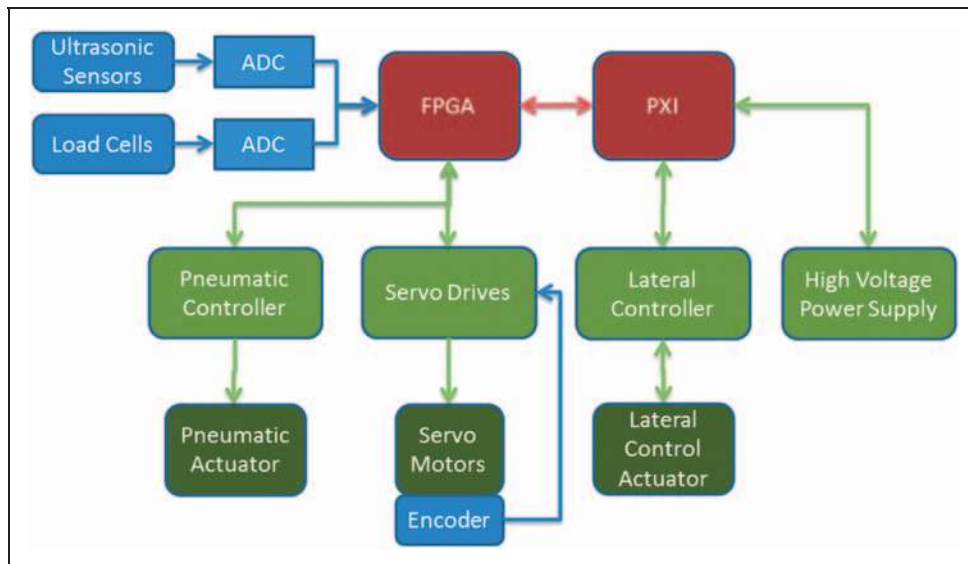 Ultrasonic
Sensors
ADC
FPGA
PXI
Load Cells
ADC
Pneumatic
Controller
Servo Drives
Lateral
Controller
High Voltage
Power Supply
Pneumatic
Actuator
Servo
Motors
Encoder
Lateral
Control
Actuator